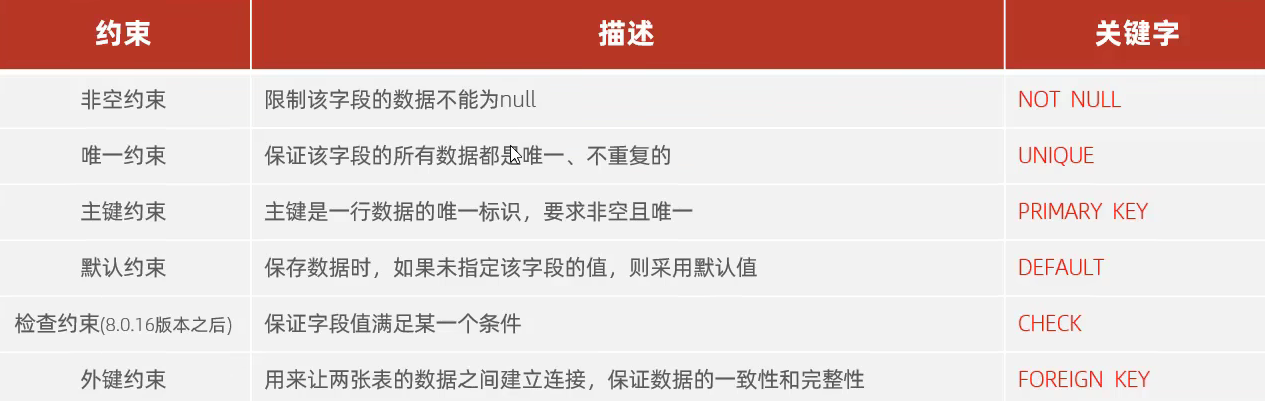 约束 描述 关键字
非空约束 限制该字段的数据不能为null NOT NULL
唯一约束 保证该字段的所有数据都是唯一、不重复的 UNIQUE
主键约束 主键是一行数据的唯一标识，要求非空且唯一 PRIMARY KEY
默认约束 保存数据时，如果未指定该字段的值，则采用默认值 DEFAULT
检查约束(8.0.16版本之后) 保证字段值满足某一个条件 CHECK
外键约束 用来让两张表的数据之间建立连接，保证数据的一致性和完整性 FOREIGN KEY